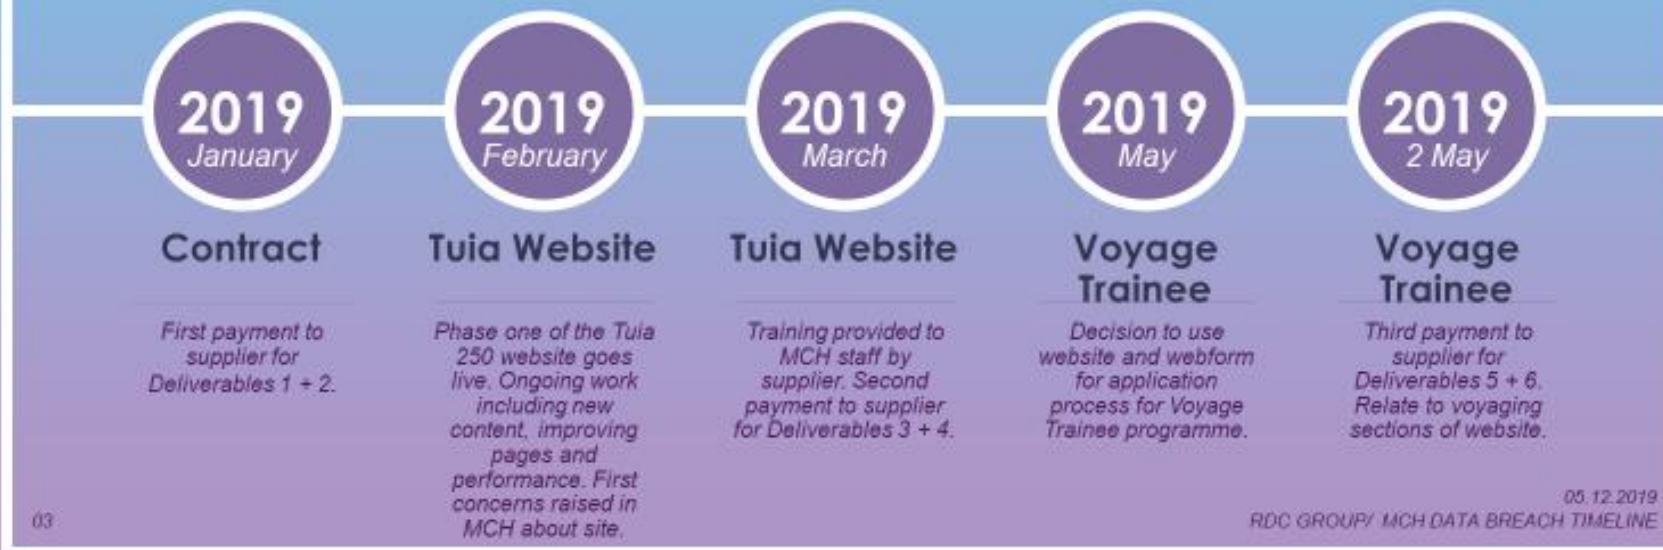 2019
January
Contract
First payment to
supplier for
Deliverables 1 + 2.
2019
February
Tuia Website
Phase one of the Tuia
250 website goes
live. Ongoing work
including new
content, improving
pages and
performance. First
concerns raised in
MCH about site.
2019
March
Tuia Website
Training provided to
MCH staff by
supplier. Second
payment to supplier
for Deliverables 3 + 4.
2019
May
Voyage
Trainee
Decision to use
website and webform
for application
process for Voyage
Trainee programme.
2019
2 May
Voyage
Trainee
Third payment to
supplier for
Deliverables 5 + 6.
Relate to voyaging
sections of website.
03
05.12.2019
RDC GROUP/ MCH DATA BREACH TIMELINE